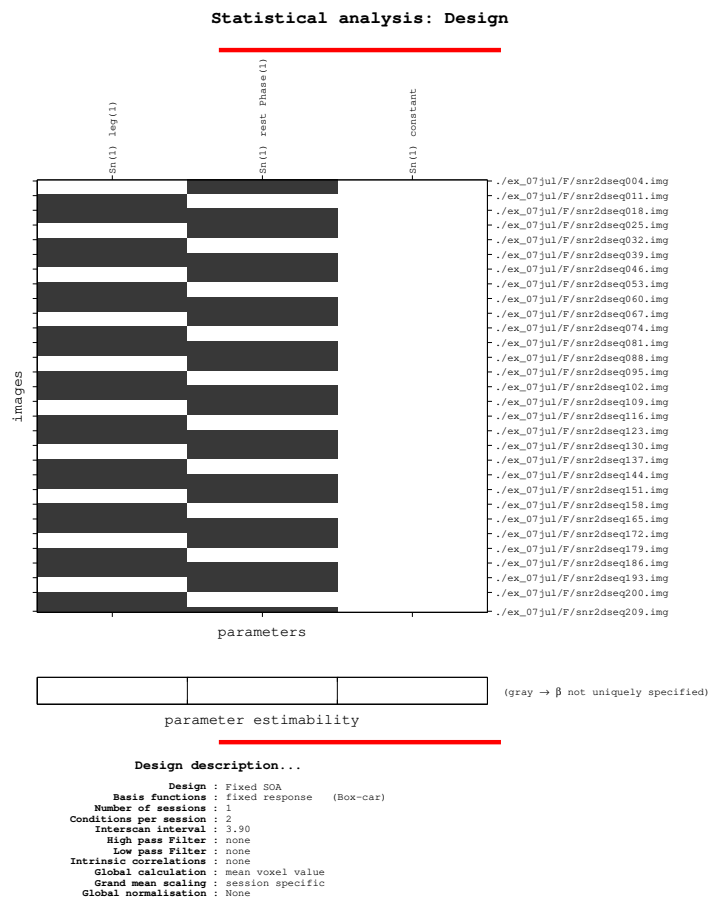 Statistical analysis: Design
Sn(1) leg(1)
Sn(1) rest Phase(1)
Sn(1) constant
images
./ex_07jul/F/snr2dseq004.img
./ex_07jul/F/snr2dseq011.img
./ex_07jul/F/snr2dseq018.img
./ex_07jul/F/snr2dseq025.img
./ex_07jul/F/snr2dseq032.img
./ex_07jul/F/snr2dseq039.img
./ex_07jul/F/snr2dseq046.img
./ex_07jul/F/snr2dseq053.img
./ex_07jul/F/snr2dseq060.img
./ex_07jul/F/snr2dseq067.img
./ex_07jul/F/snr2dseq074.img
./ex_07jul/F/snr2dseq081.img
./ex_07jul/F/snr2dseq088.img
./ex_07jul/F/snr2dseq095.img
./ex_07jul/F/snr2dseq102.img
./ex_07jul/F/snr2dseq109.img
./ex_07jul/F/snr2dseq116.img
./ex_07jul/F/snr2dseq123.img
./ex_07jul/F/snr2dseq130.img
./ex_07jul/F/snr2dseq137.img
./ex_07jul/F/snr2dseq144.img
./ex_07jul/F/snr2dseq151.img
./ex_07jul/F/snr2dseq158.img
./ex_07jul/F/snr2dseq165.img
./ex_07jul/F/snr2dseq172.img
./ex_07jul/F/snr2dseq179.img
./ex_07jul/F/snr2dseq186.img
./ex_07jul/F/snr2dseq193.img
./ex_07jul/F/snr2dseq200.img
./ex_07jul/F/snr2dseq209.img
parameters
(gray → β not uniquely specified)
parameter estimability
Design description...
Design : Fixed SOA
Basis functions : fixed response (Box-car)
Number of sessions : 1
Conditions per session : 2
Interscan interval : 3.90
High pass Filter : none
Low pass Filter : none
Intrinsic correlations : none
Global calculation : mean voxel value
Grand mean scaling : session specific
Global normalisation : None